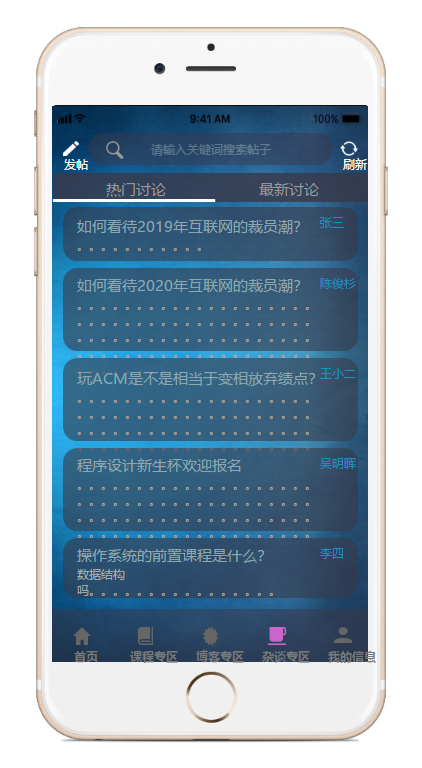 9:41 AM 100%
发帖 请输入关键词搜索帖子 刷新
热门讨论 最新讨论
如何看待2019年互联网的裁员潮? 张三
。。。。。。。。。。。
如何看待2020年互联网的裁员潮? 陈俊杉
。。。。。。。。。。。。。。。。。。。。
。。。。。。。。。。。。。。。。。。。。
。。。。。。。。。。。。。。。。。。。。
。。。。。。。。。。。。。。。。。。。。
玩ACM是不是相当于变相放弃绩点? 王小二
。。。。。。。。。。。。。。。。。。。。
。。。。。。。。。。。。。。。。。。。。
。。。。。。。。。。。。。。。。。。。。
。。。。。。。。。。。。。。。。。。。。
程序设计新生杯欢迎报名 吴明晖
。。。。。。。。。。。。。。。。。。。。
。。。。。。。。。。。。。。。。。。。。
。。。。。。。。。。。。。。。。。。。。
。。。。。。。。。。。。。。。。。。。。
操作系统的前置课程是什么? 李四
数据结构
吗。。。。。。。。。。。。。。。。
首页 课程专区 博客专区 杂谈专区 我的信息